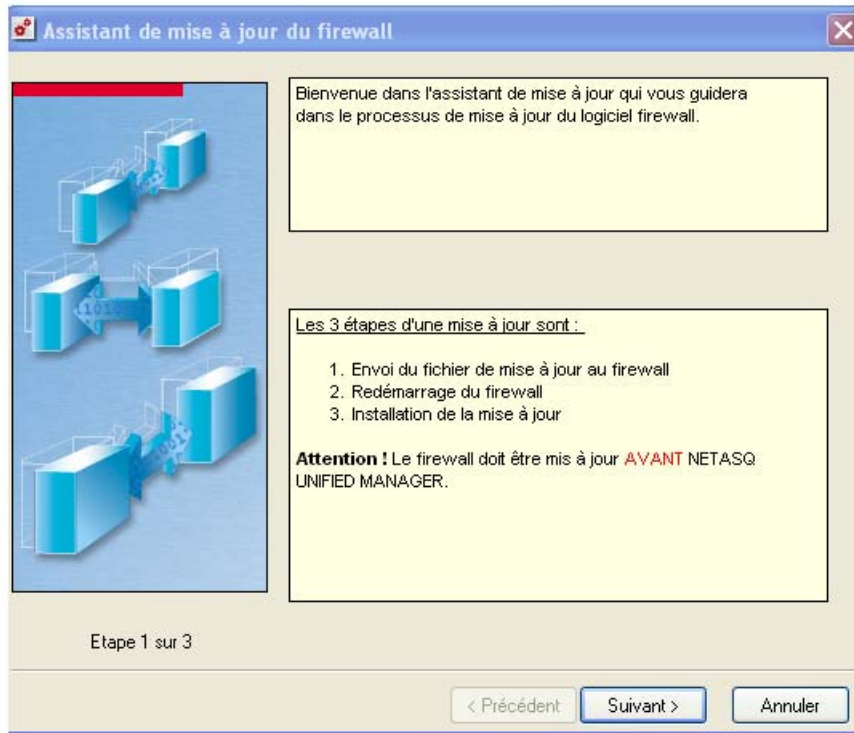 Assistant de mise à jour du firewall
Bienvenue dans l'assistant de mise à jour qui vous guidera
dans le processus de mise à jour du logiciel firewall.
Les 3 étapes d'une mise à jour sont :
1. Envoi du fichier de mise à jour au firewall
2. Redémarrage du firewall
3. Installation de la mise à jour
Attention ! Le firewall doit être mis à jour AVANT NETASQ
UNIFIED MANAGER.
Etape 1 sur 3
< Précédent
Suivant >
Annuler